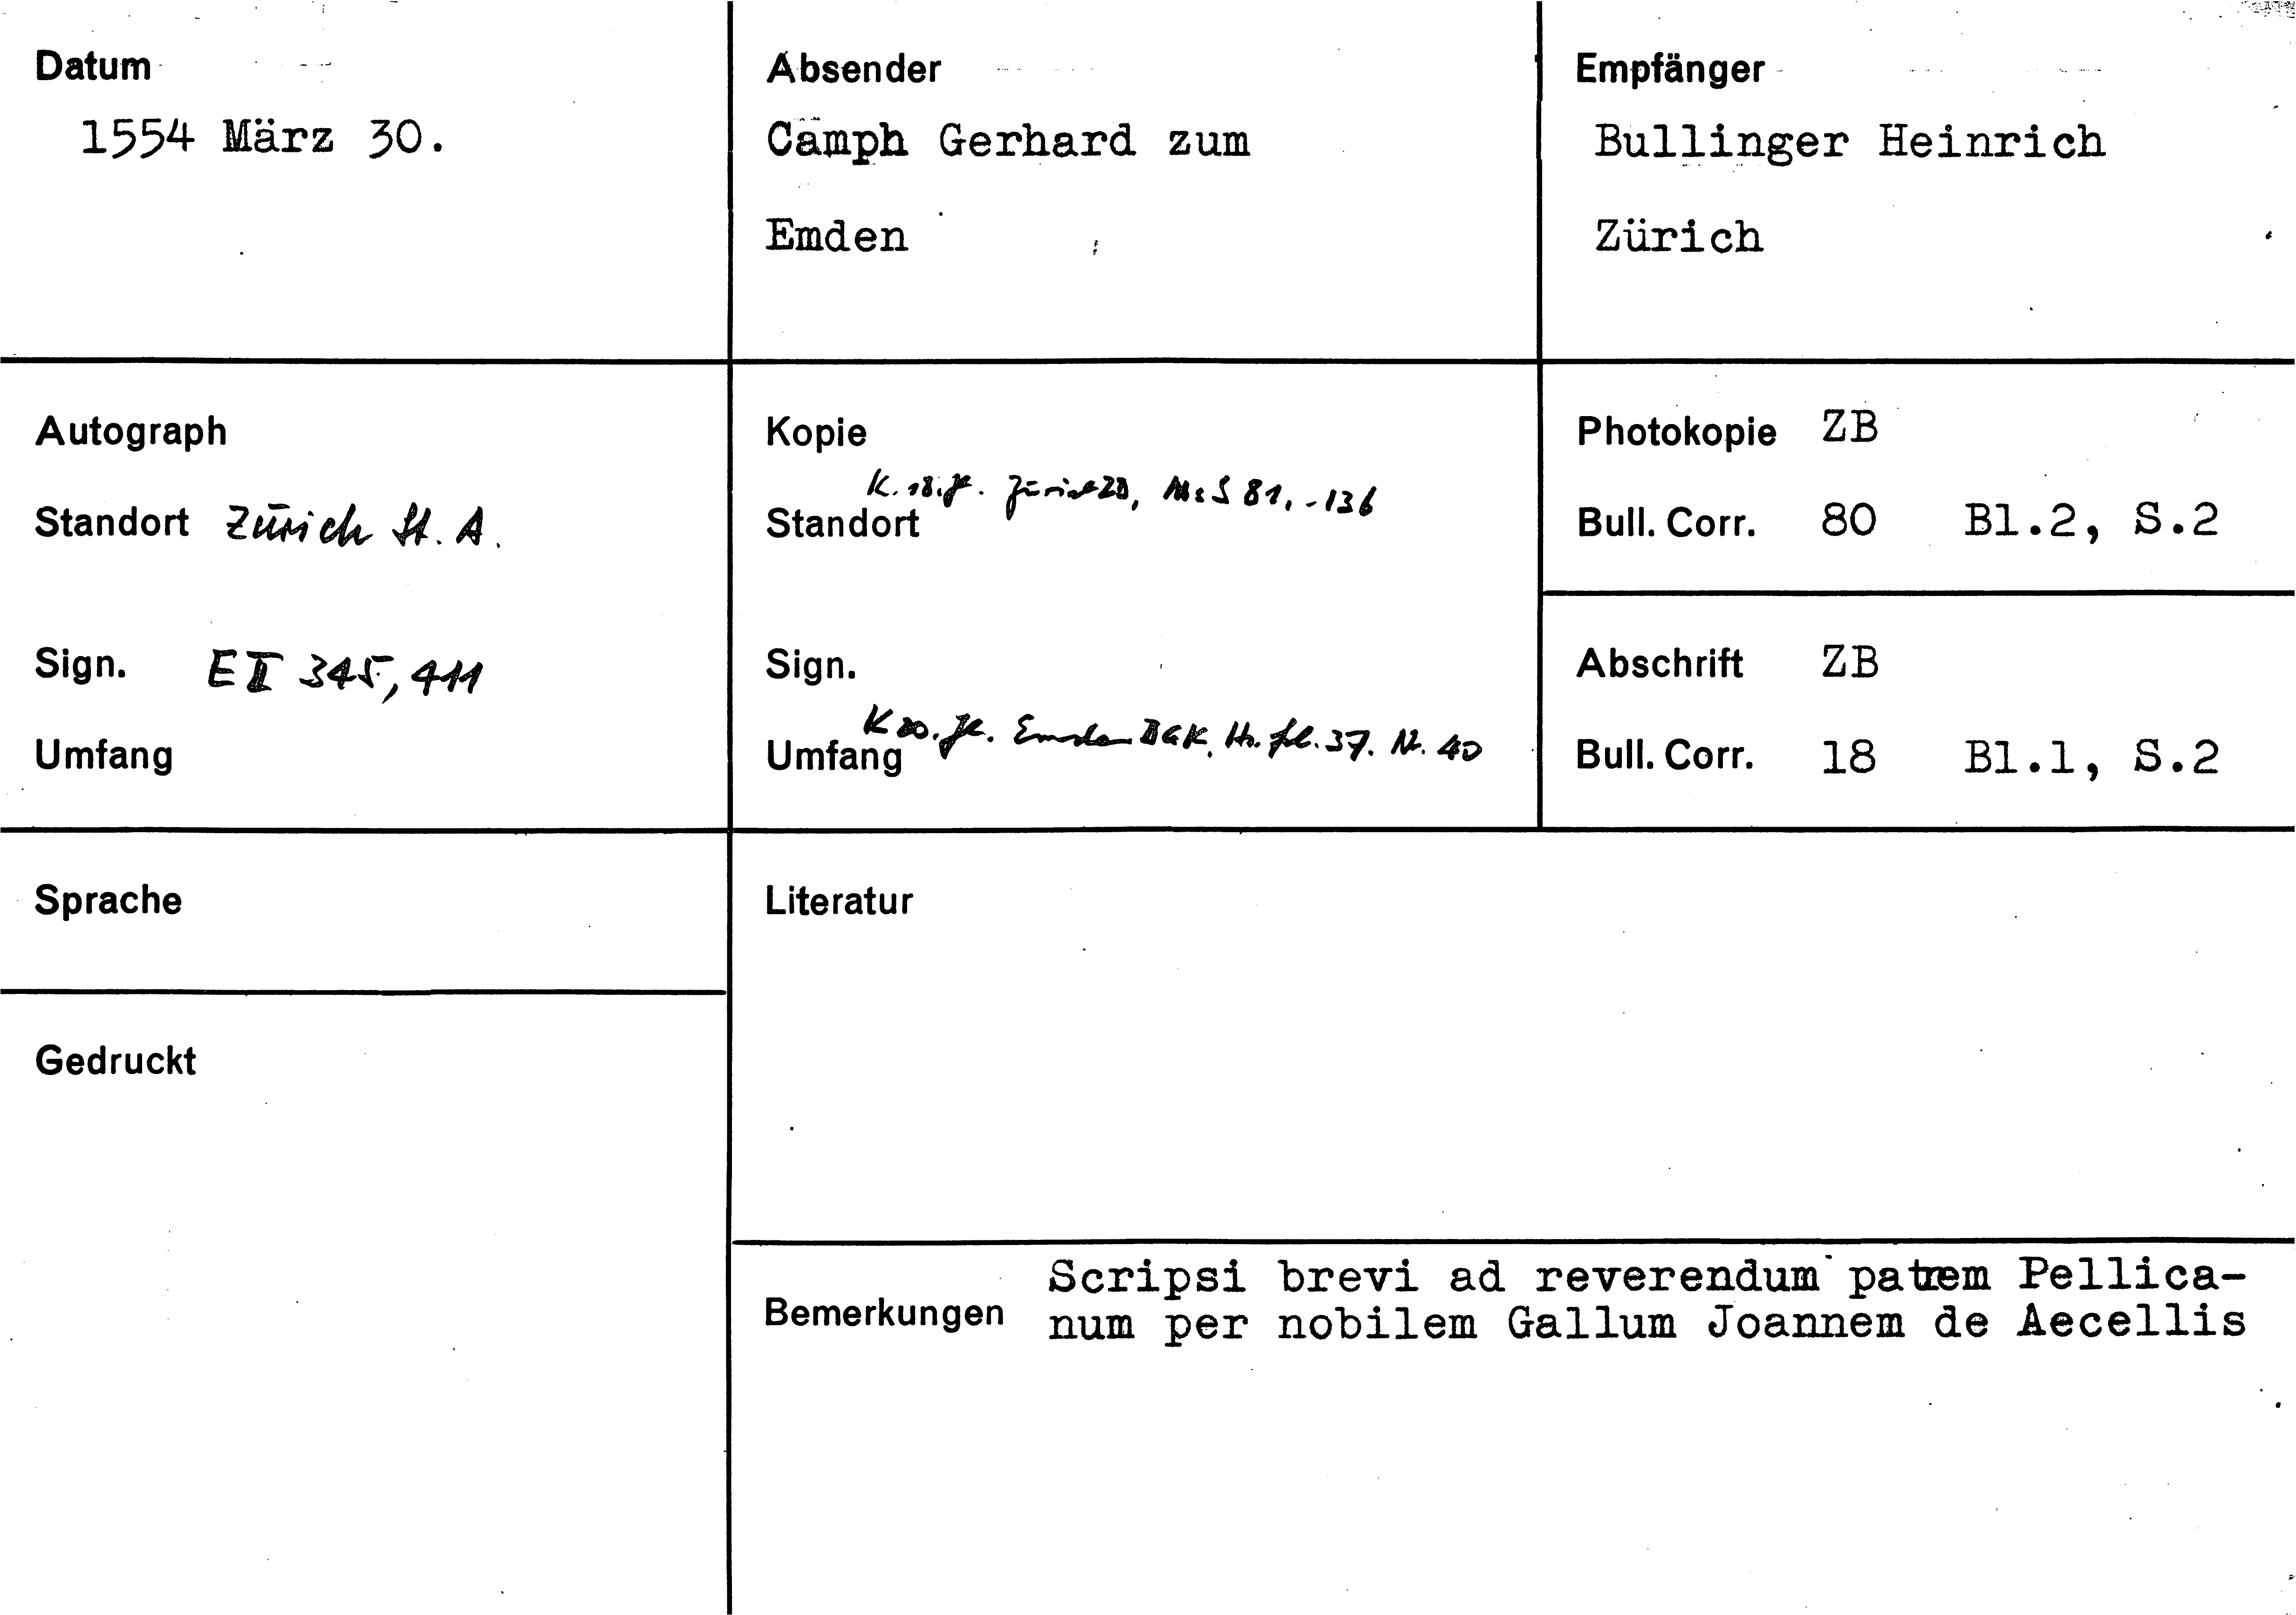 Datum
1554 März 30.
Absender
Camph Gerhard zum
Emden
Empfänger
Bullinger Heinrich
Zürich
Autograph
Standort Zürich St. A.
Sign. E II 345, 411
Umfang
Kopie
K. 18. Jh. Zürich ZB, Ms S 81, -136
Standort
Sign.
K 20. Jh. Emden BGK, Hs. fol. 37. Nr. 40
Umfang
Photokopie ZB
Bull. Corr. 80 Bl.2, S.2
Abschrift ZB
Bull. Corr. 18 Bl.1, S.2
Sprache
Gedruckt
Literatur
Bemerkungen
Scripsi brevi ad reverendum patrem Pellica-
num per nobilem Gallum Joannem de Aecellis